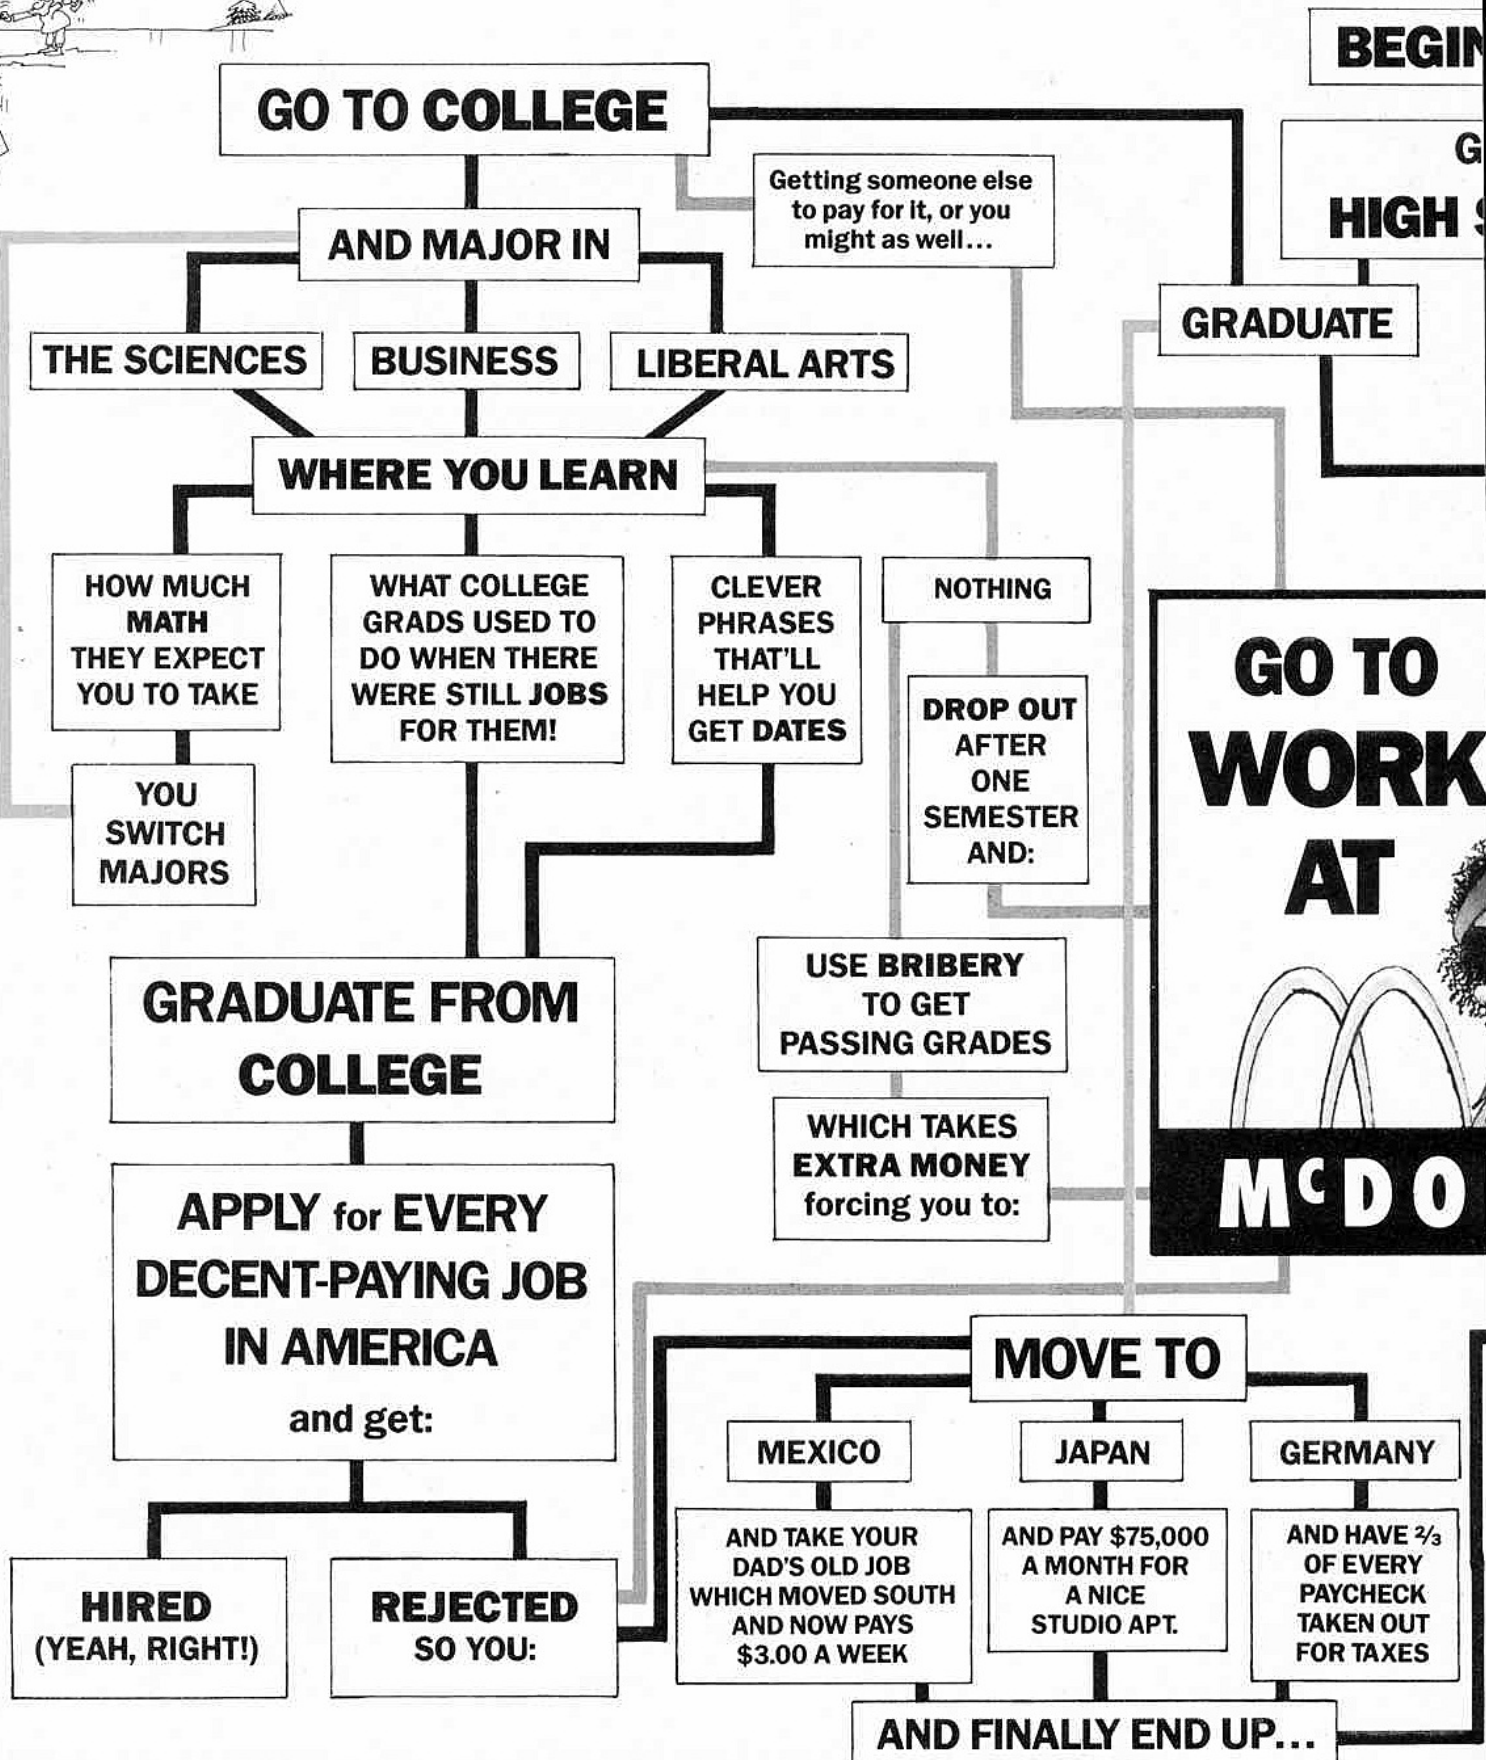 BEGIN
GO TO COLLEGE
G
HIGH
Getting someone else
to pay for it, or you
might as well...
AND MAJOR IN
GRADUATE
THE SCIENCES
BUSINESS
LIBERAL ARTS
WHERE YOU LEARN
HOW MUCH
MATH
THEY EXPECT
YOU TO TAKE
WHAT COLLEGE
GRADS USED TO
DO WHEN THERE
WERE STILL JOBS
FOR THEM!
CLEVER
PHRASES
THAT'LL
HELP YOU
GET DATES
NOTHING
DROP OUT
AFTER
ONE
SEMESTER
AND:
GO TO
WORK
AT
YOU
SWITCH
MAJORS
USE BRIBERY
TO GET
PASSING GRADES
GRADUATE FROM
COLLEGE
WHICH TAKES
EXTRA MONEY
forcing you to:
McDO
APPLY for EVERY
DECENT-PAYING JOB
IN AMERICA
and get:
MOVE TO
MEXICO
JAPAN
GERMANY
AND TAKE YOUR
DAD'S OLD JOB
WHICH MOVED SOUTH
AND NOW PAYS
$3.00 A WEEK
AND PAY $75,000
A MONTH FOR
A NICE
STUDIO APT.
AND HAVE ⅔
OF EVERY
PAYCHECK
TAKEN OUT
FOR TAXES
HIRED
(YEAH, RIGHT!)
REJECTED
SO YOU:
AND FINALLY END UP...